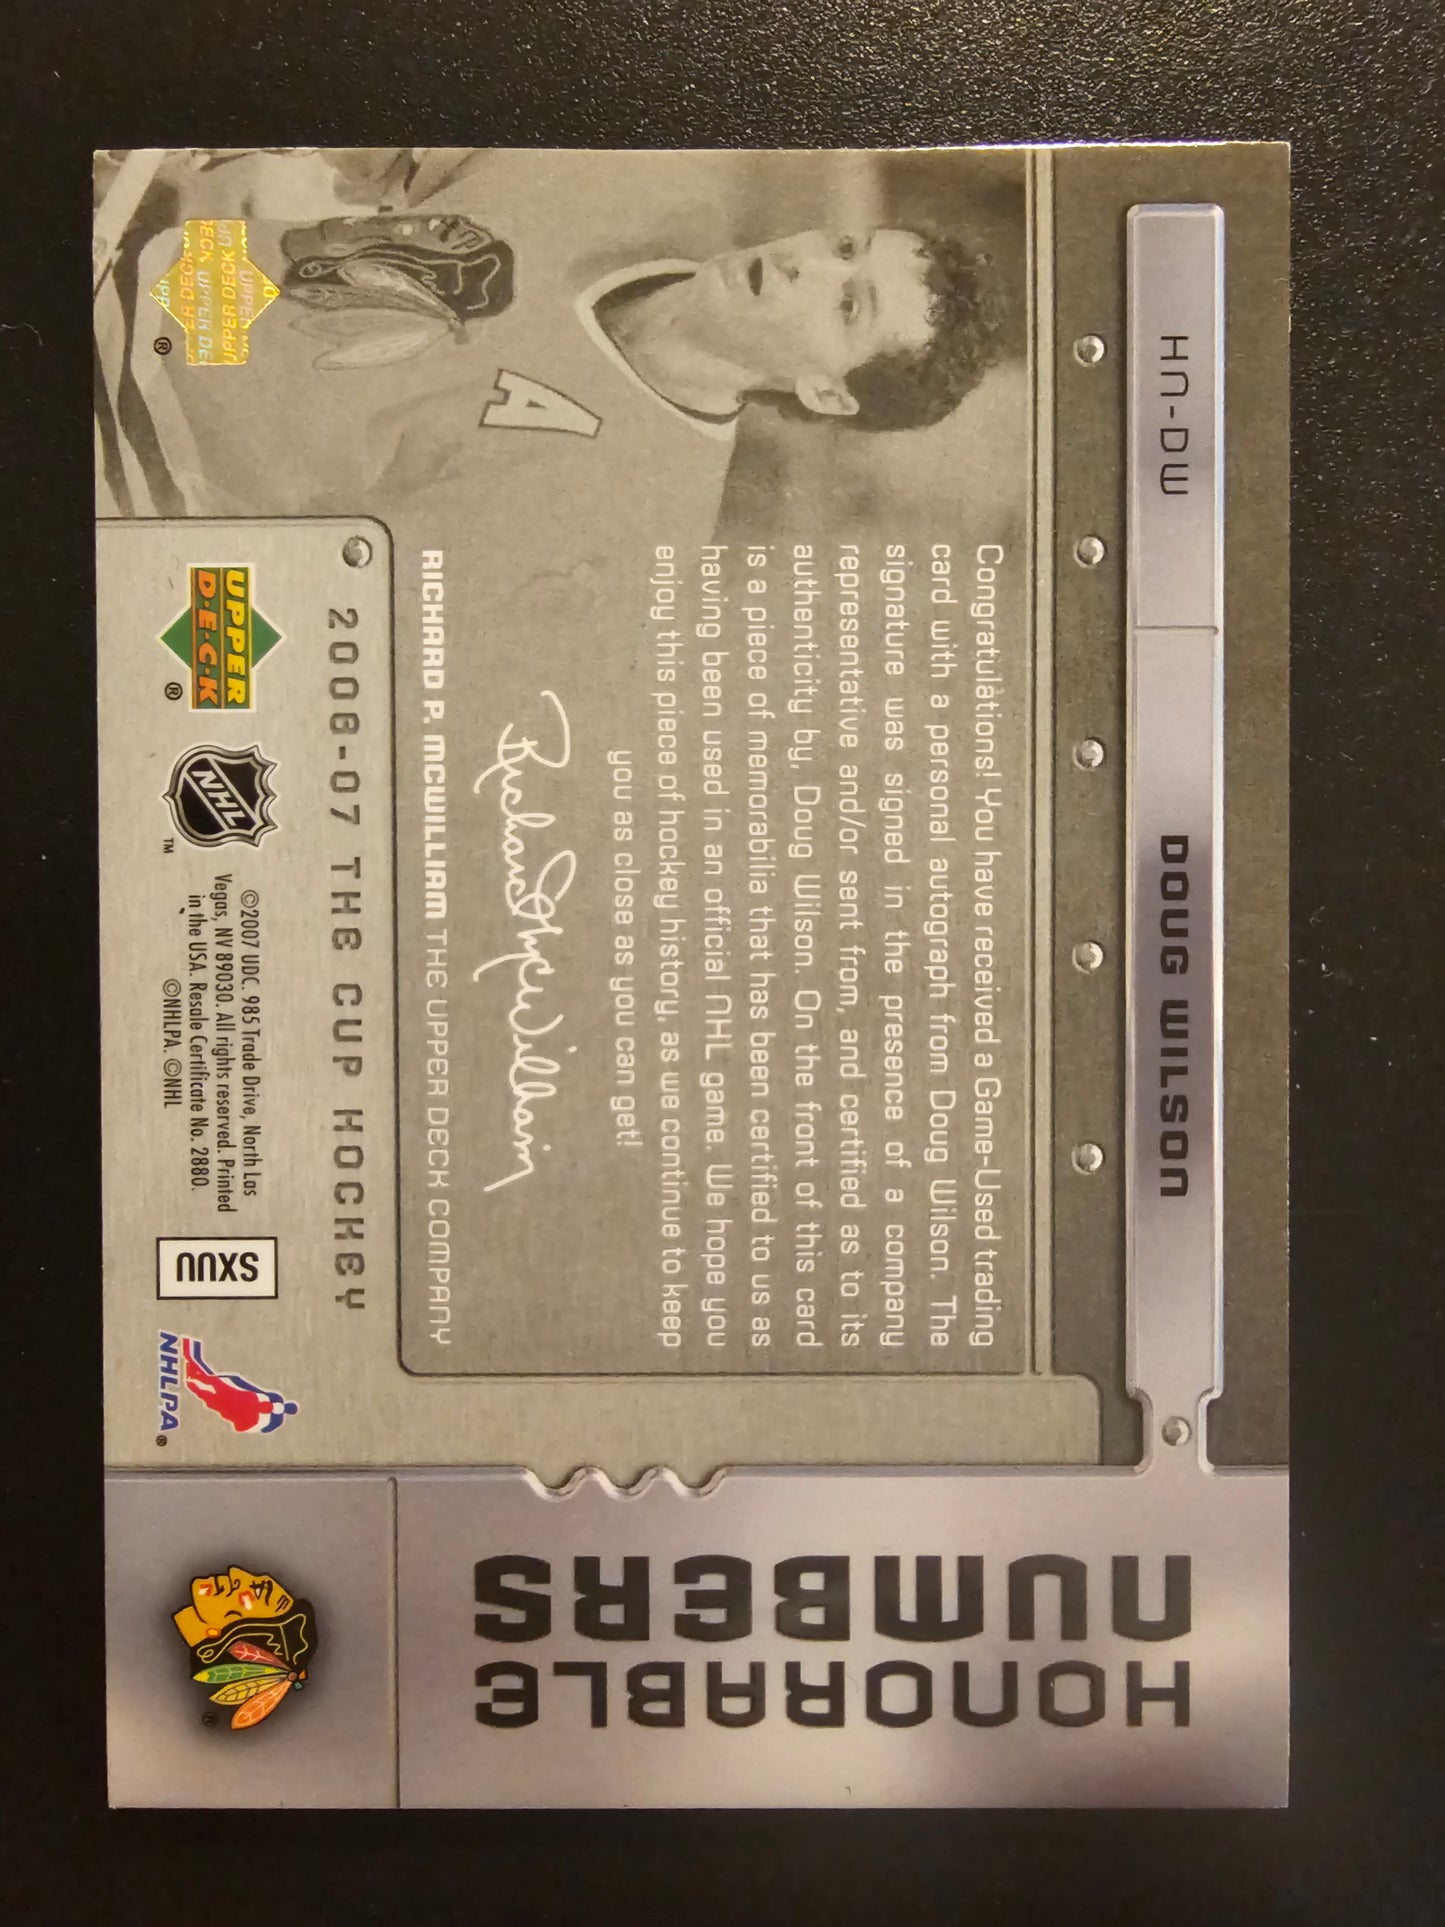 HN-DW
DOUG WILSON
Congratulations! You have received a Game-Used trading
card with a personal autograph from Doug Wilson. The
signature was signed in the presence of a company
representative and/or sent from, and certified as to its
authenticity by, Doug Wilson. On the front of this card
is a piece of memorabilia that has been certified to us as
having been used in an official NHL game. We hope you
enjoy this piece of hockey history, as we continue to keep
you as close as you can get!
Richard P. McWilliam
RICHARD P. MCWILLIAM THE UPPER DECK COMPANY
A
2006-07 THE CUP HOCKEY
UPPER
D·E·C·K
®
NHL
™
©2007 UDC. 985 Trade Drive, North Las
Vegas, NV 89030. All rights reserved. Printed
in the USA. Resale Certificate No. 2880.
©NHLPA. ©NHL
SXUU
NHLPA®
HONORABLE
NUMBERS
®
UPPER DECK
®